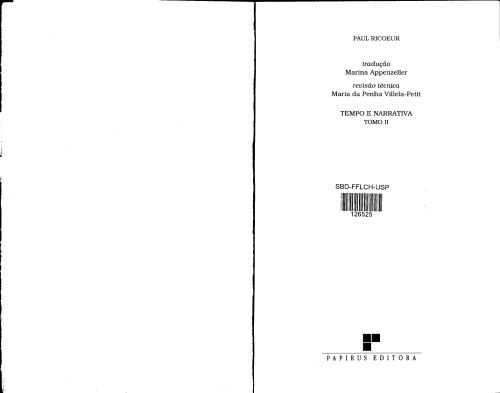 PAUL RICOEUR
tradução
Marina Appenzeller
revisão técnica
Maria da Penha Villela-Petit
TEMPO E NARRATIVA
TOMO II
SBD-FFLCH-USP
126525
PAPIRUS EDITORA